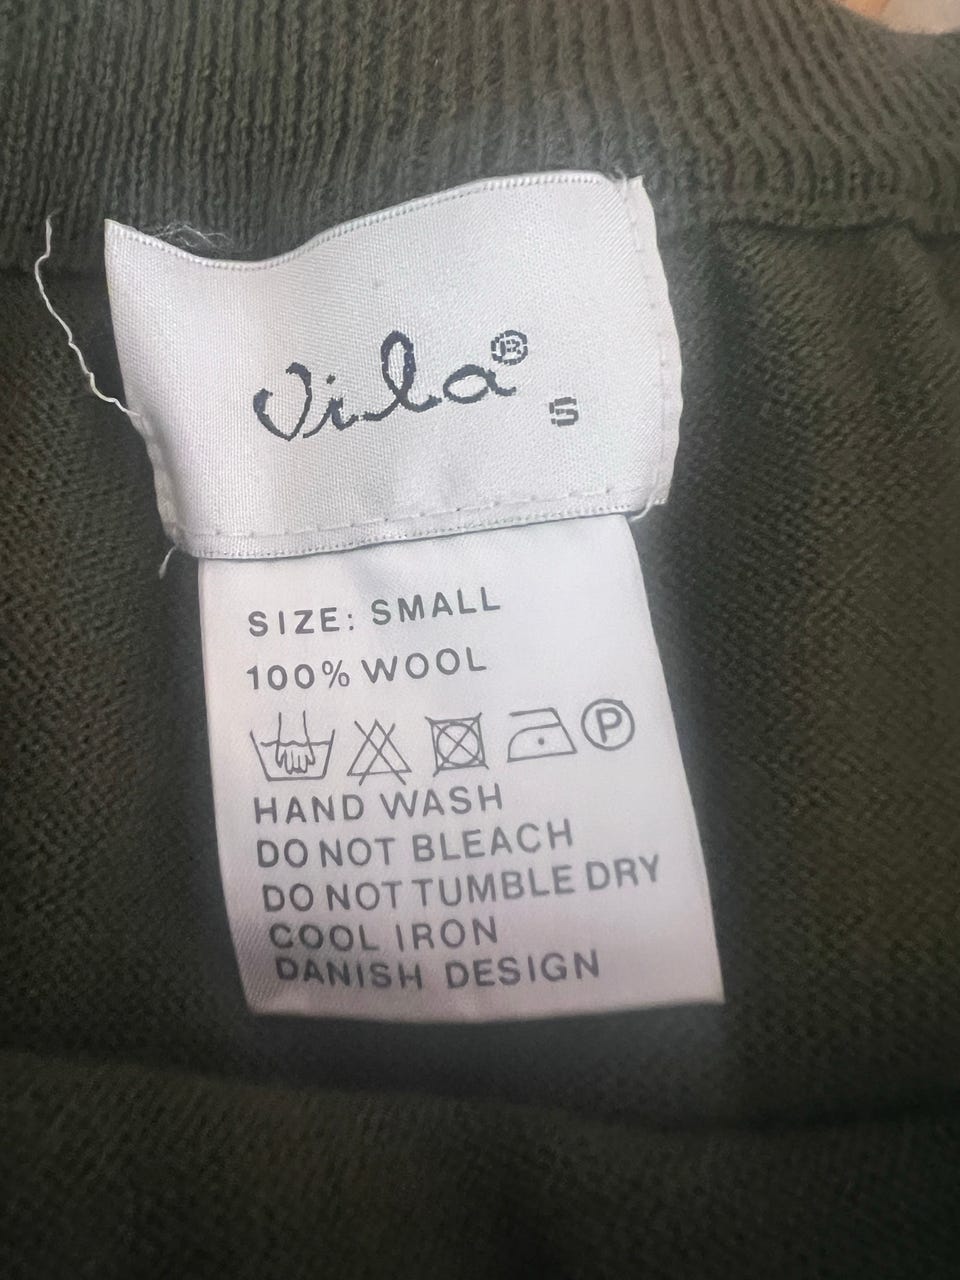 Vila®
S
SIZE: SMALL
100% WOOL
P
HAND WASH
DO NOT BLEACH
DO NOT TUMBLE DRY
COOL IRON
DANISH DESIGN